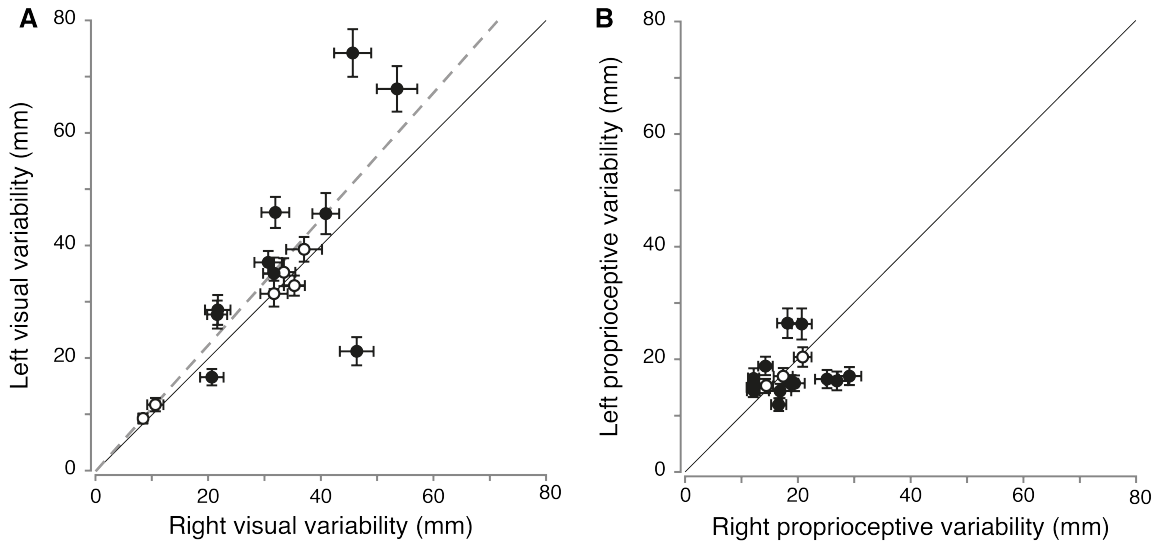 A
80
60
40
20
0
Left visual variability (mm)
0 20 40 60 80
Right visual variability (mm)
B
80
60
40
20
0
Left proprioceptive variability (mm)
0 20 40 60 80
Right proprioceptive variability (mm)